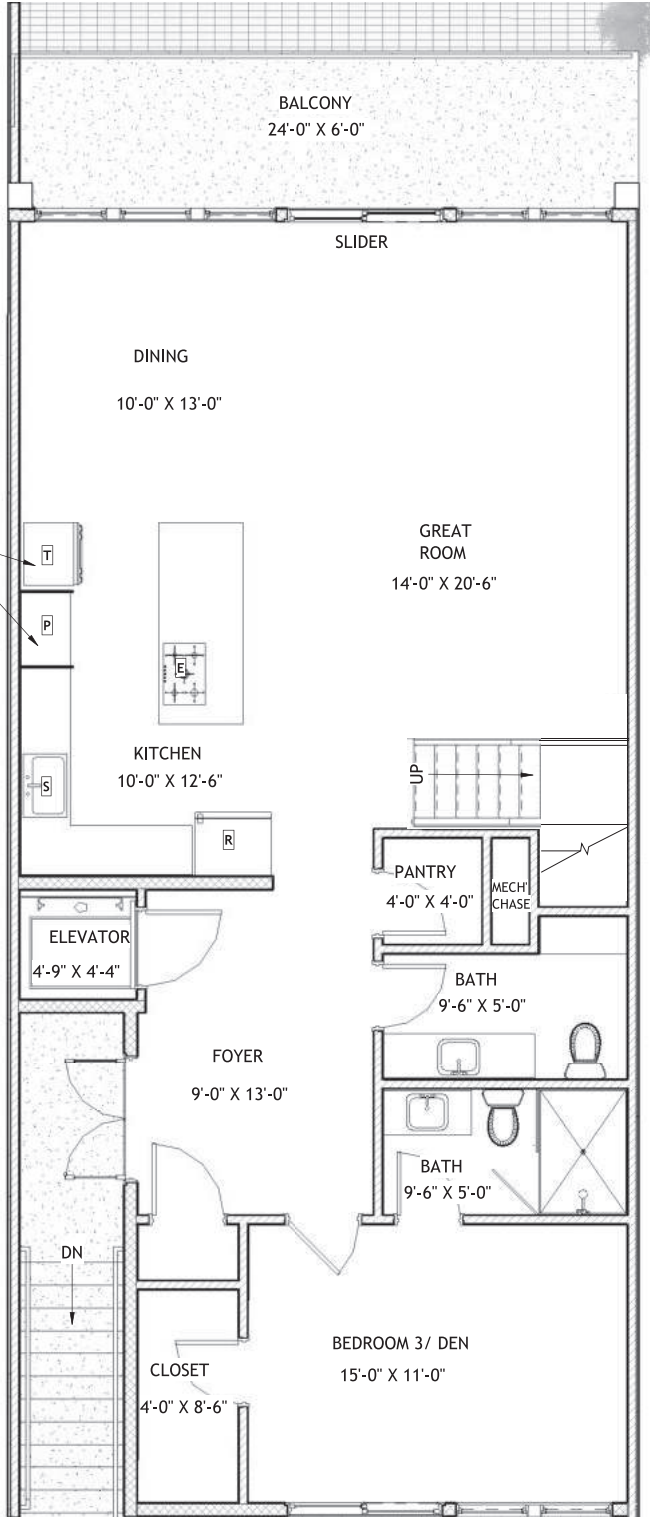 BALCONY
24'-0" X 6'-0"
SLIDER
DINING
10'-0" X 13'-0"
GREAT
ROOM
14'-0" X 20'-6"
T
P
E
S
KITCHEN
10'-0" X 12'-6"
R
UP
PANTRY
4'-0" X 4'-0"
MECH'
CHASE
ELEVATOR
4'-9" X 4'-4"
BATH
9'-6" X 5'-0"
FOYER
9'-0" X 13'-0"
BATH
9'-6" X 5'-0"
DN
BEDROOM 3/ DEN
15'-0" X 11'-0"
CLOSET
4'-0" X 8'-6"